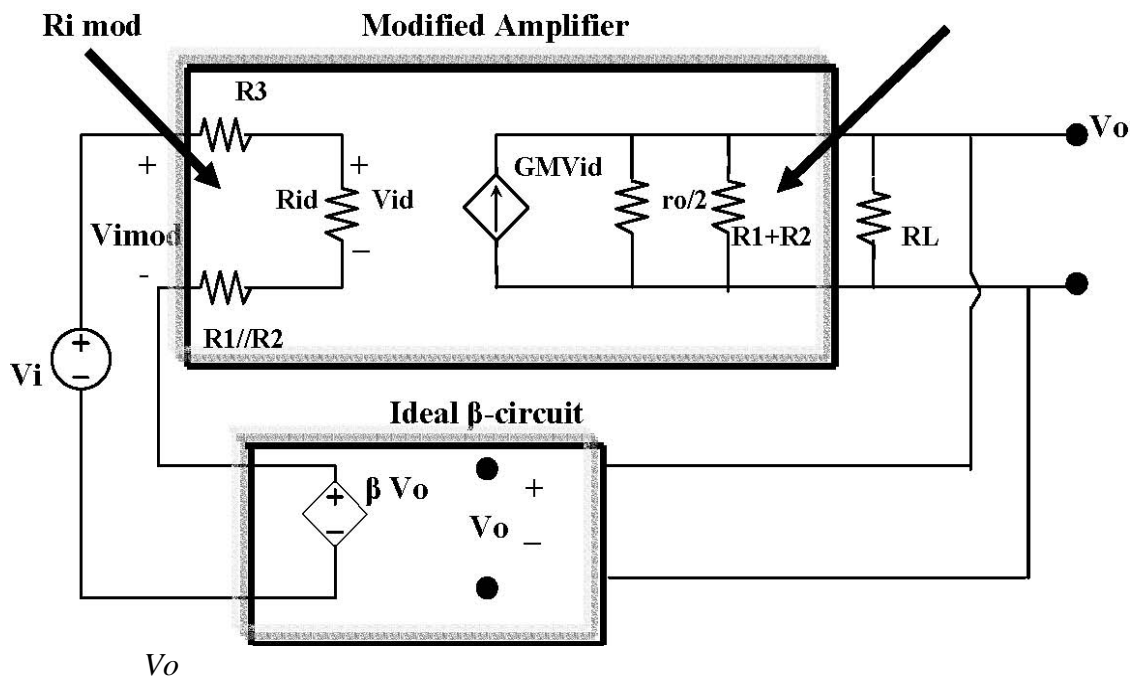 Ri mod
Modified Amplifier
R3
+
Rid
+
Vid
–
GMVid
ro/2
R1+R2
RL
Vo
Vimod
-
R1//R2
Vi
+
–
Ideal β-circuit
+
–
β Vo
Vo
+
–
Vo